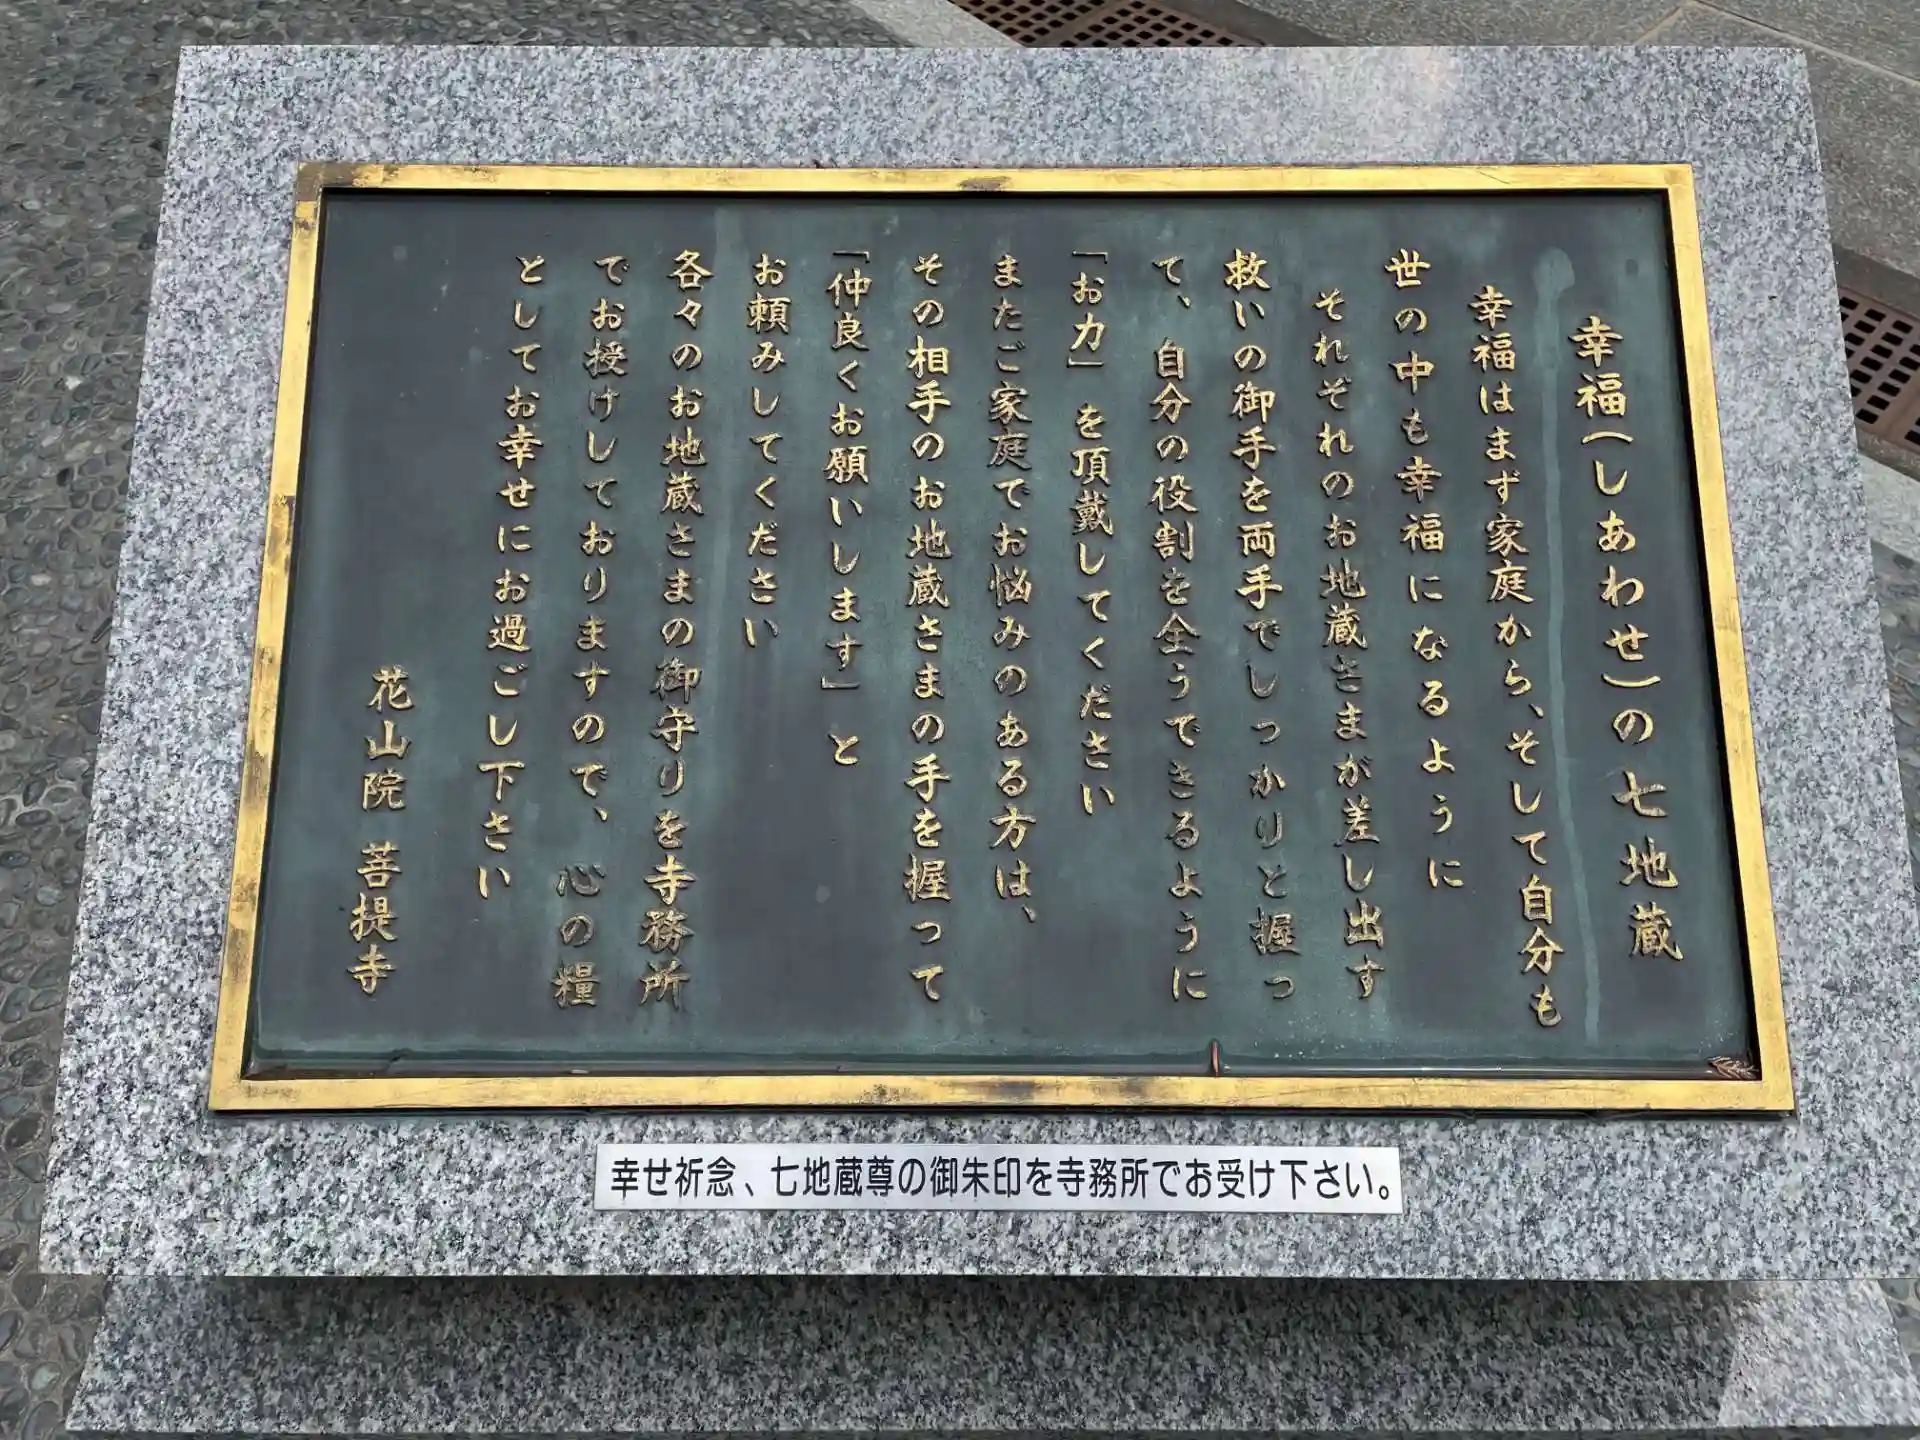 幸福(しあわせ)の七地蔵
幸福はまず家庭から、そして自分も
世の中も幸福になるように
それぞれのお地蔵さまが差し出す
救いの御手を両手でしっかりと握っ
て、自分の役割を全うできるように
「お力」を頂戴してください
またご家庭でお悩みのある方は、
その相手のお地蔵さまの手を握って
「仲良くお願いします」と
お頼みしてください
各々のお地蔵さまの御守りを寺務所
でお授けしておりますので、心の糧
としてお幸せにお過ごし下さい
花山院 菩提寺
幸せ祈念、七地蔵尊の御朱印を寺務所でお受け下さい。